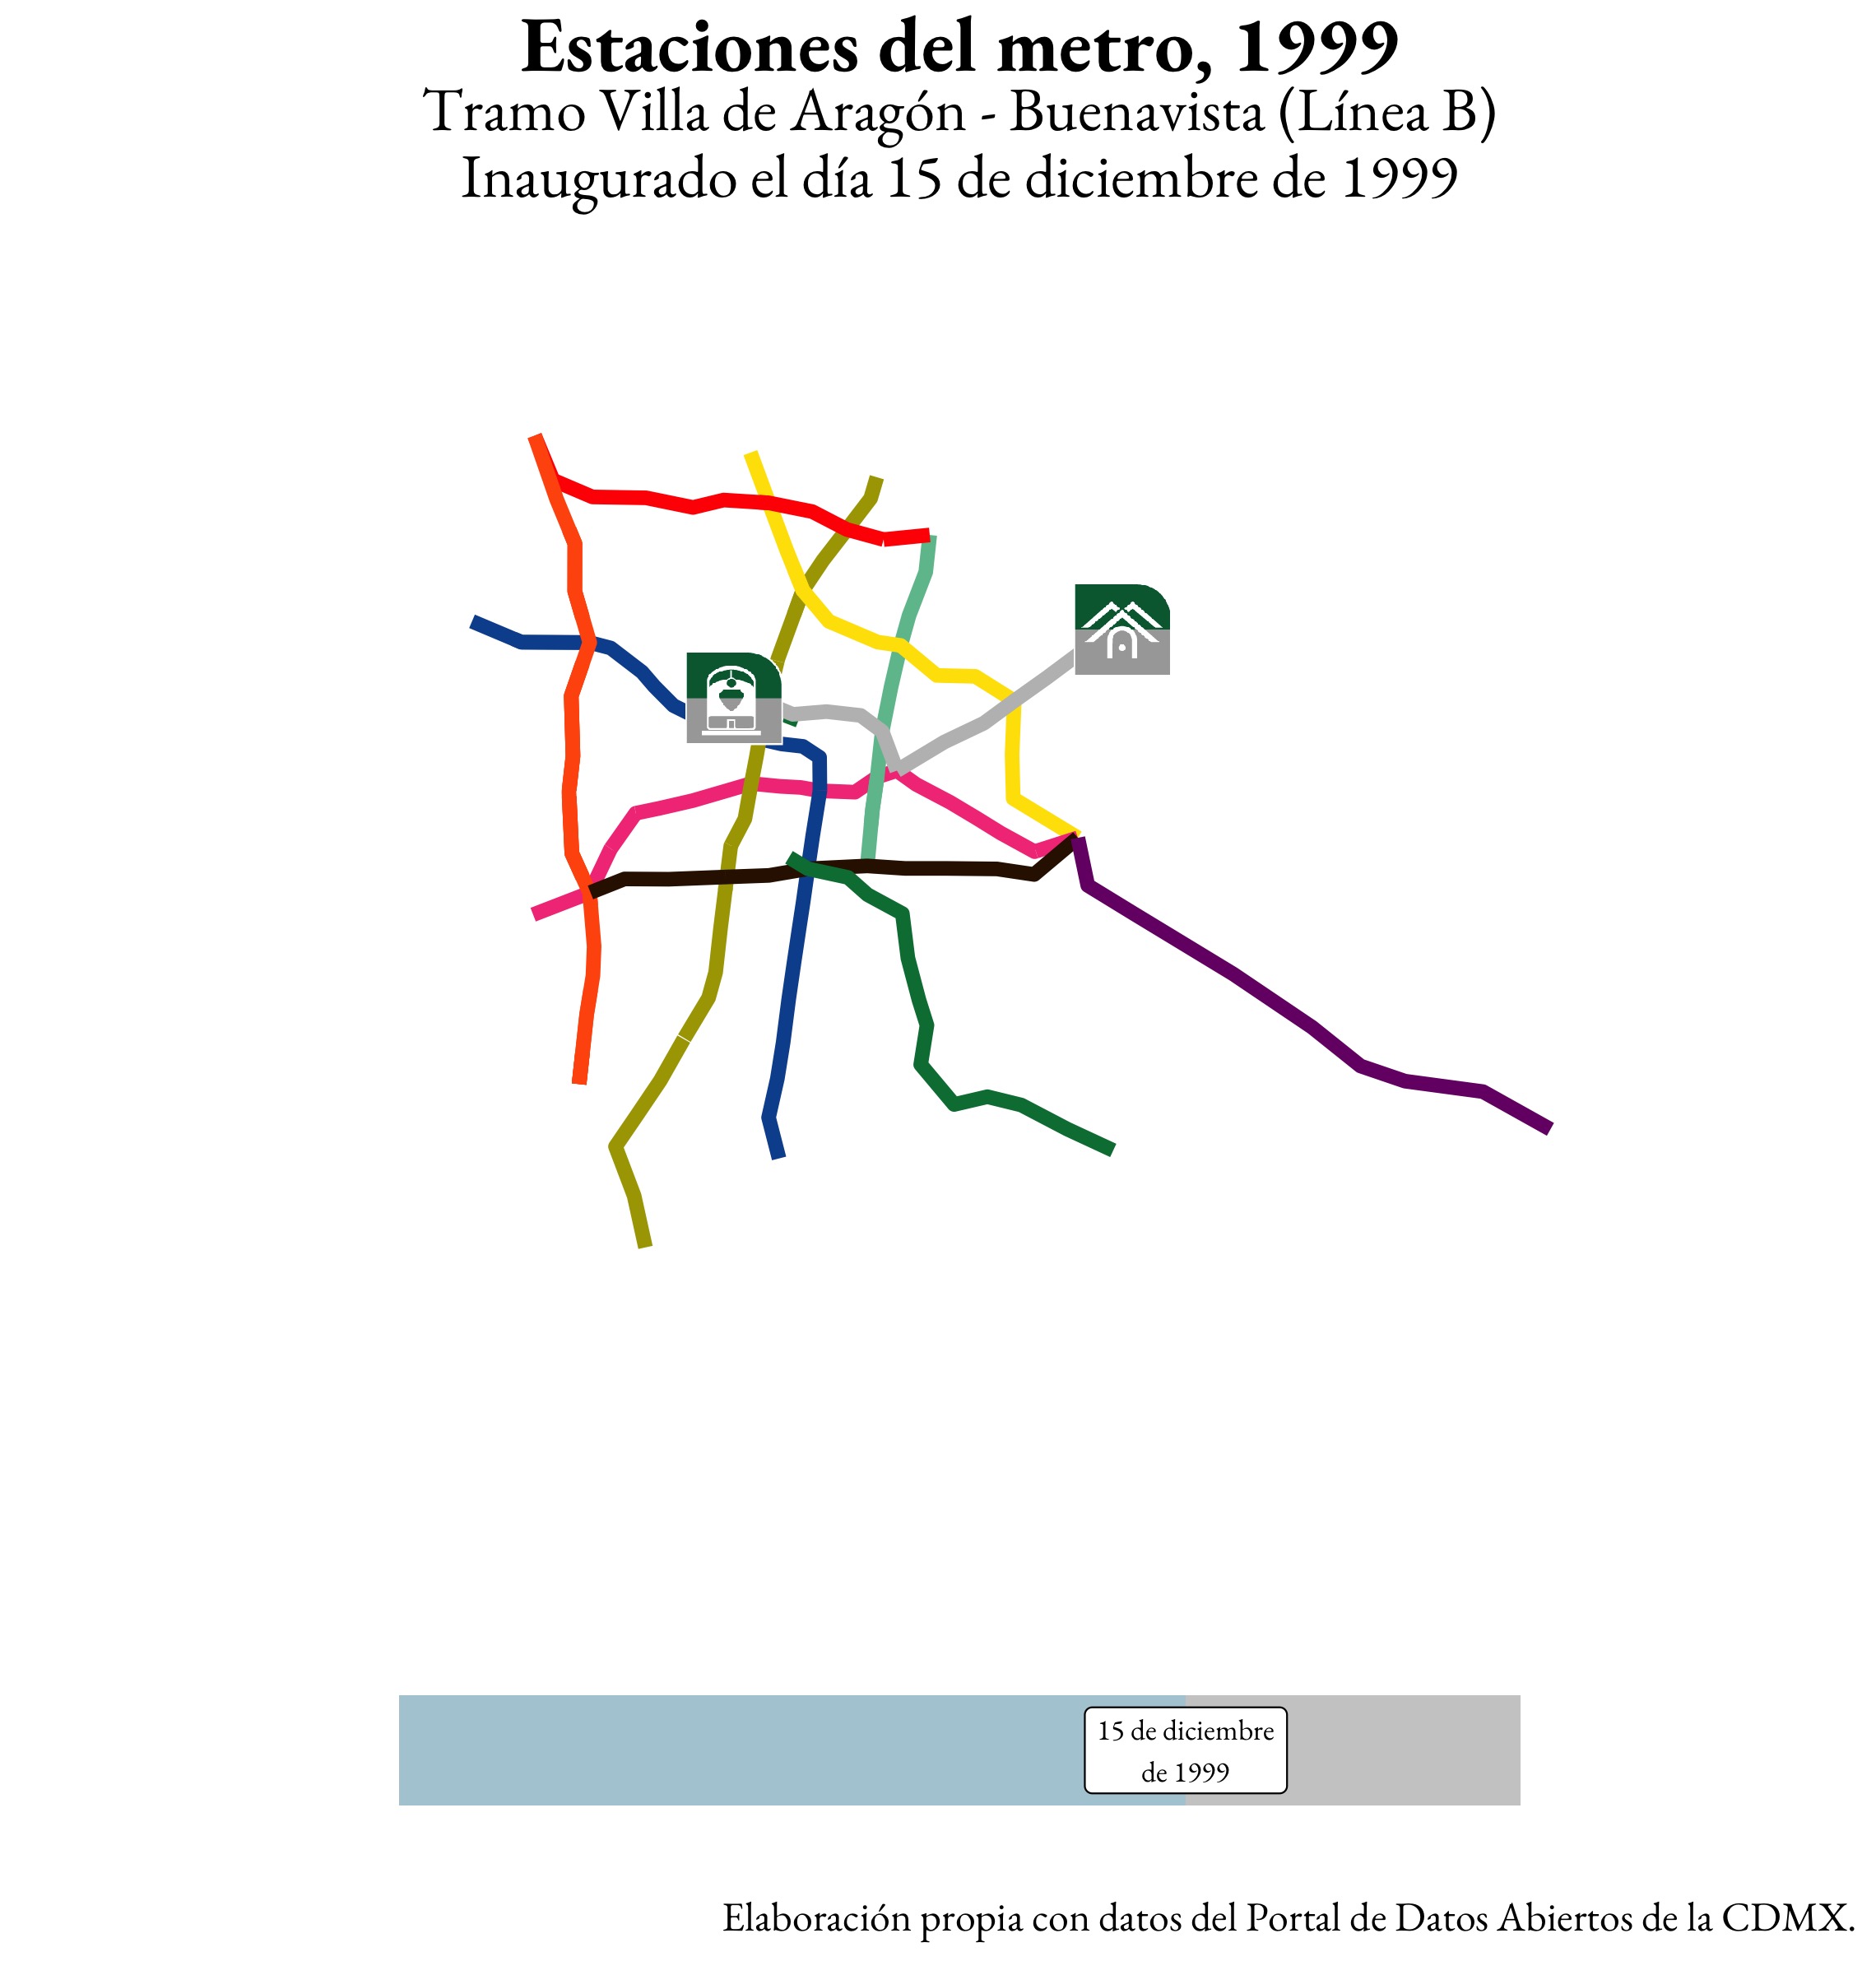 Estaciones del metro, 1999
Tramo Villa de Aragón - Buenavista (Línea B)
Inaugurado el día 15 de diciembre de 1999
15 de diciembre
de 1999
Elaboración propia con datos del Portal de Datos Abiertos de la CDMX.